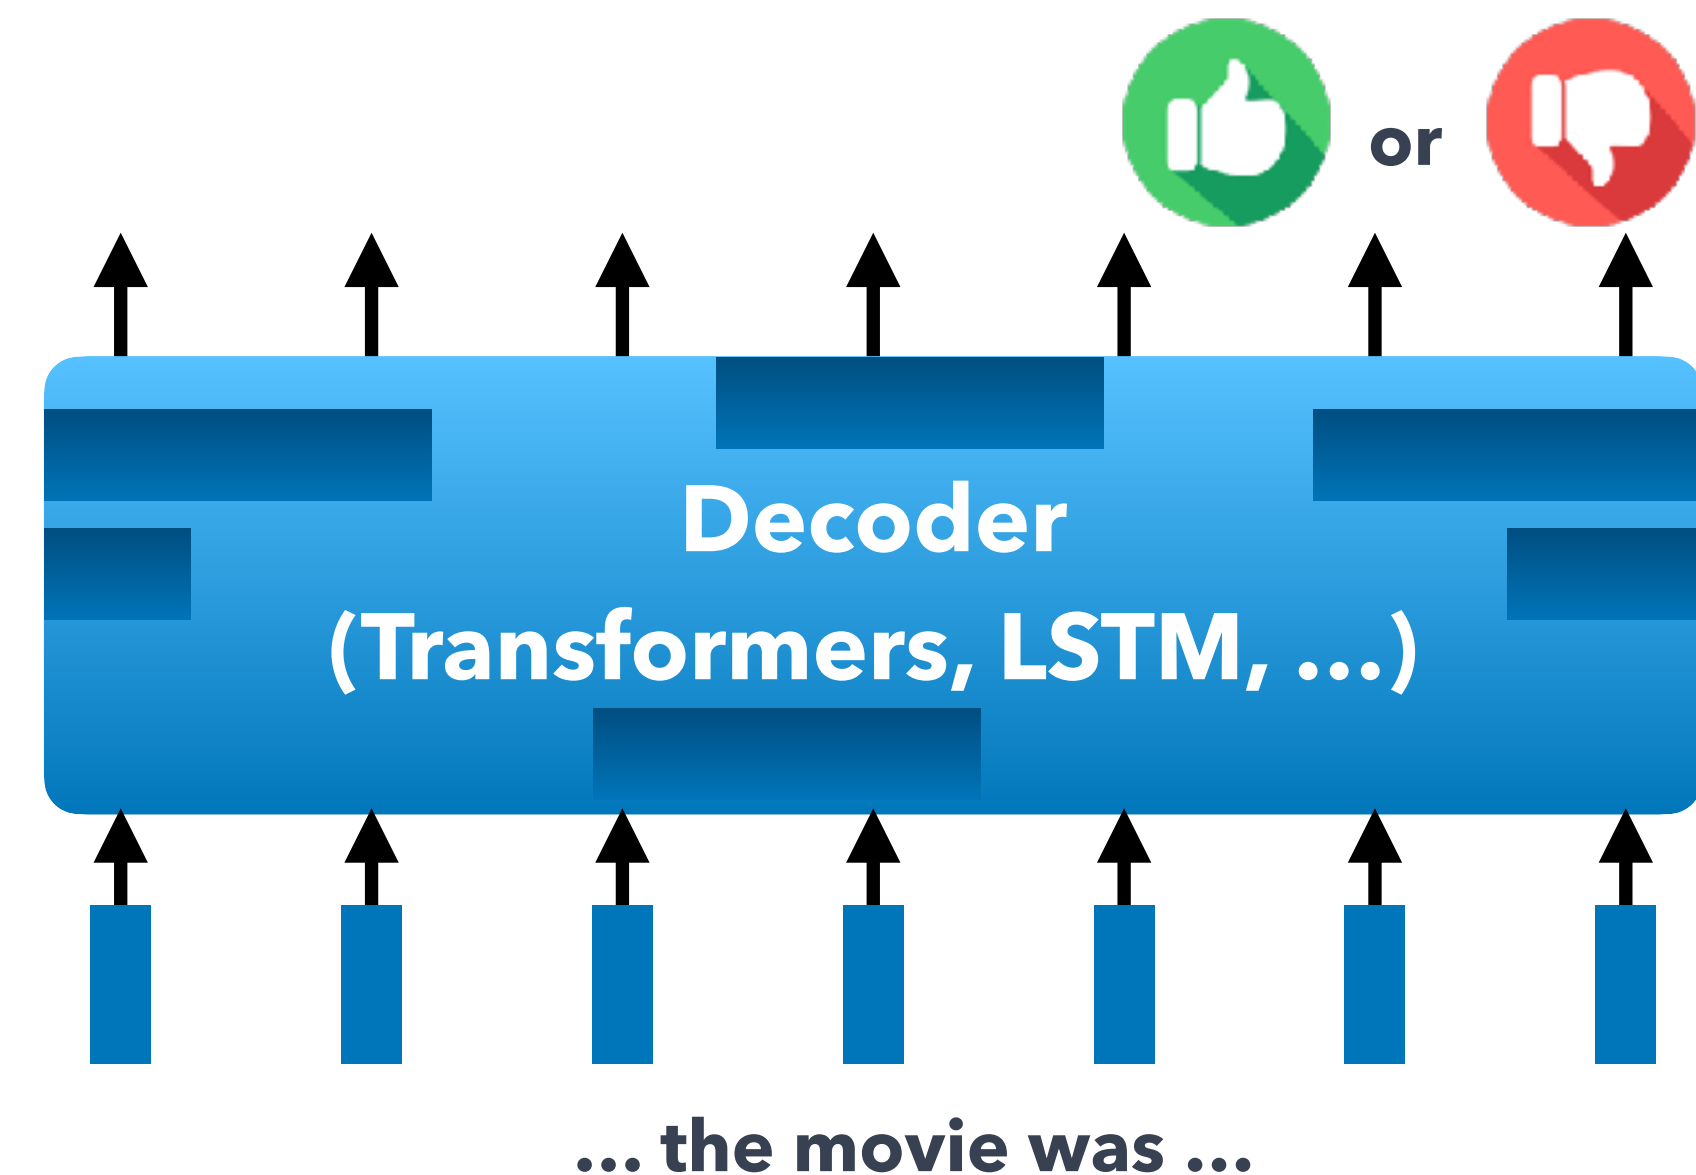 or
Decoder
(Transformers, LSTM, ...)
... the movie was ...